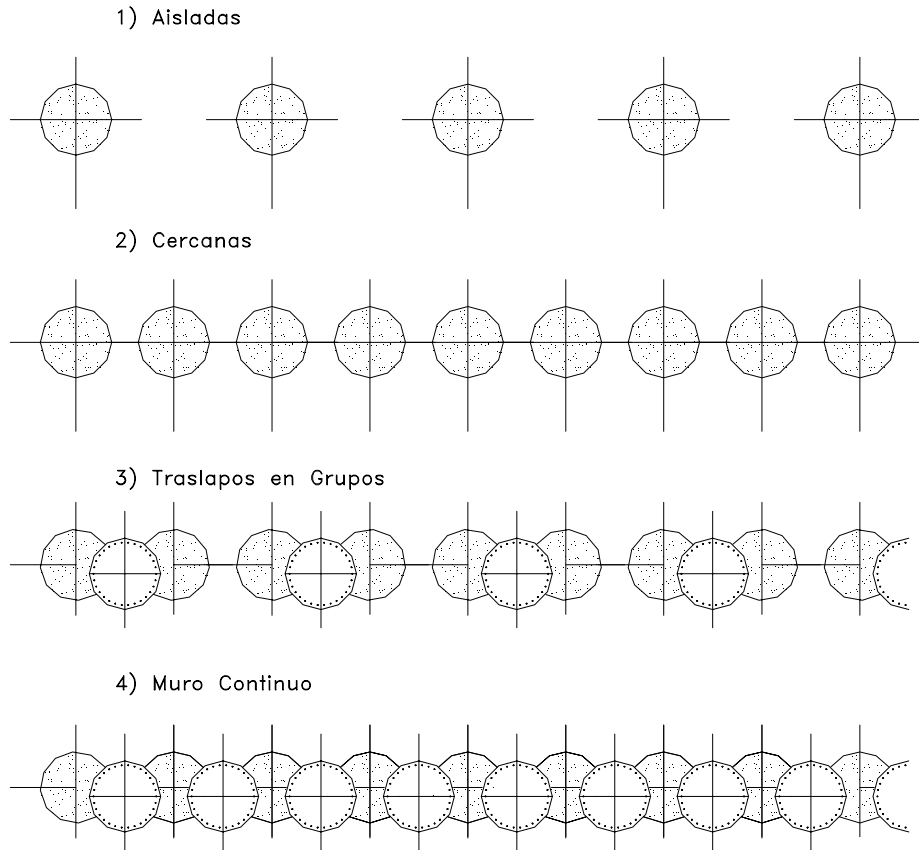 1) Aisladas
2) Cercanas
3) Traslapos en Grupos
4) Muro Continuo